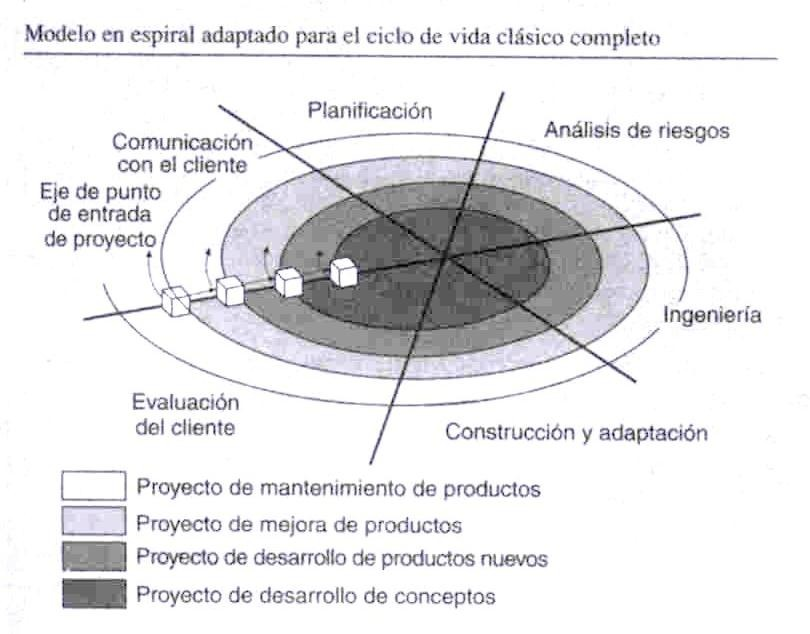 Modelo en espiral adaptado para el ciclo de vida clásico completo
Planificación
Análisis de riesgos
Comunicación
con el cliente
Eje de punto
de entrada
de proyecto
Ingeniería
Evaluación
del cliente
Construcción y adaptación
Proyecto de mantenimiento de productos
Proyecto de mejora de productos
Proyecto de desarrollo de productos nuevos
Proyecto de desarrollo de conceptos